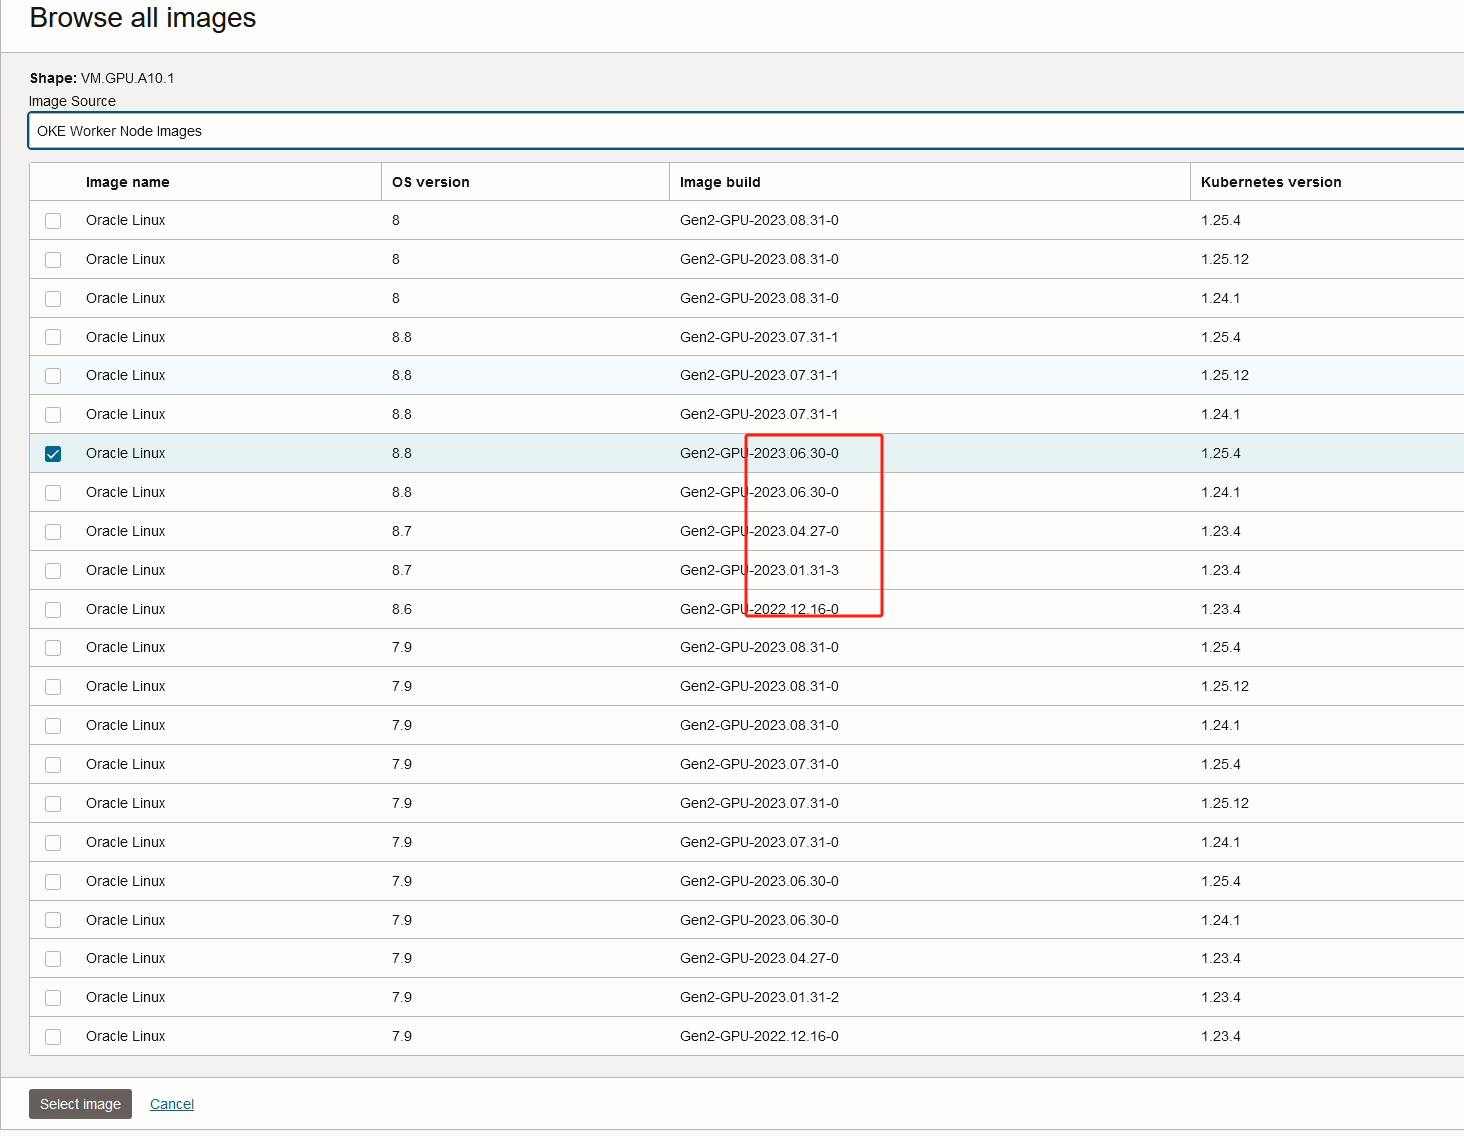 Browse all images
Shape: VM.GPU.A10.1
Image Source
OKE Worker Node Images
Image name OS version Image build Kubernetes version
Oracle Linux 8 Gen2-GPU-2023.08.31-0 1.25.4
Oracle Linux 8 Gen2-GPU-2023.08.31-0 1.25.12
Oracle Linux 8 Gen2-GPU-2023.08.31-0 1.24.1
Oracle Linux 8.8 Gen2-GPU-2023.07.31-1 1.25.4
Oracle Linux 8.8 Gen2-GPU-2023.07.31-1 1.25.12
Oracle Linux 8.8 Gen2-GPU-2023.07.31-1 1.24.1
Oracle Linux 8.8 Gen2-GPU-2023.06.30-0 1.25.4
Oracle Linux 8.8 Gen2-GPU-2023.06.30-0 1.24.1
Oracle Linux 8.7 Gen2-GPU-2023.04.27-0 1.23.4
Oracle Linux 8.7 Gen2-GPU-2023.01.31-3 1.23.4
Oracle Linux 8.6 Gen2-GPU-2022.12.16-0 1.23.4
Oracle Linux 7.9 Gen2-GPU-2023.08.31-0 1.25.4
Oracle Linux 7.9 Gen2-GPU-2023.08.31-0 1.25.12
Oracle Linux 7.9 Gen2-GPU-2023.08.31-0 1.24.1
Oracle Linux 7.9 Gen2-GPU-2023.07.31-0 1.25.4
Oracle Linux 7.9 Gen2-GPU-2023.07.31-0 1.25.12
Oracle Linux 7.9 Gen2-GPU-2023.07.31-0 1.24.1
Oracle Linux 7.9 Gen2-GPU-2023.06.30-0 1.25.4
Oracle Linux 7.9 Gen2-GPU-2023.06.30-0 1.24.1
Oracle Linux 7.9 Gen2-GPU-2023.04.27-0 1.23.4
Oracle Linux 7.9 Gen2-GPU-2023.01.31-2 1.23.4
Oracle Linux 7.9 Gen2-GPU-2022.12.16-0 1.23.4
Select image Cancel